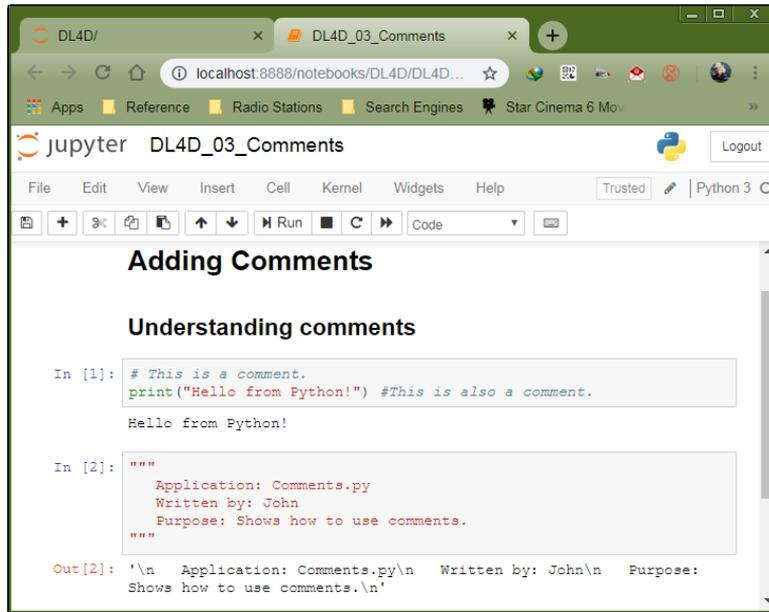 DL4D/
DL4D_03_Comments
localhost:8888/notebooks/DL4D/DL4D...
Apps Reference Radio Stations Search Engines Star Cinema 6 Mov
jupyter DL4D_03_Comments Logout
File Edit View Insert Cell Kernel Widgets Help Trusted Python 3
Run Code
Adding Comments
Understanding comments
In [1]: # This is a comment.
print("Hello from Python!") #This is also a comment.
Hello from Python!
In [2]: """
Application: Comments.py
Written by: John
Purpose: Shows how to use comments.
"""
Out[2]: '\n   Application: Comments.py\n   Written by: John\n   Purpose:
Shows how to use comments.\n'